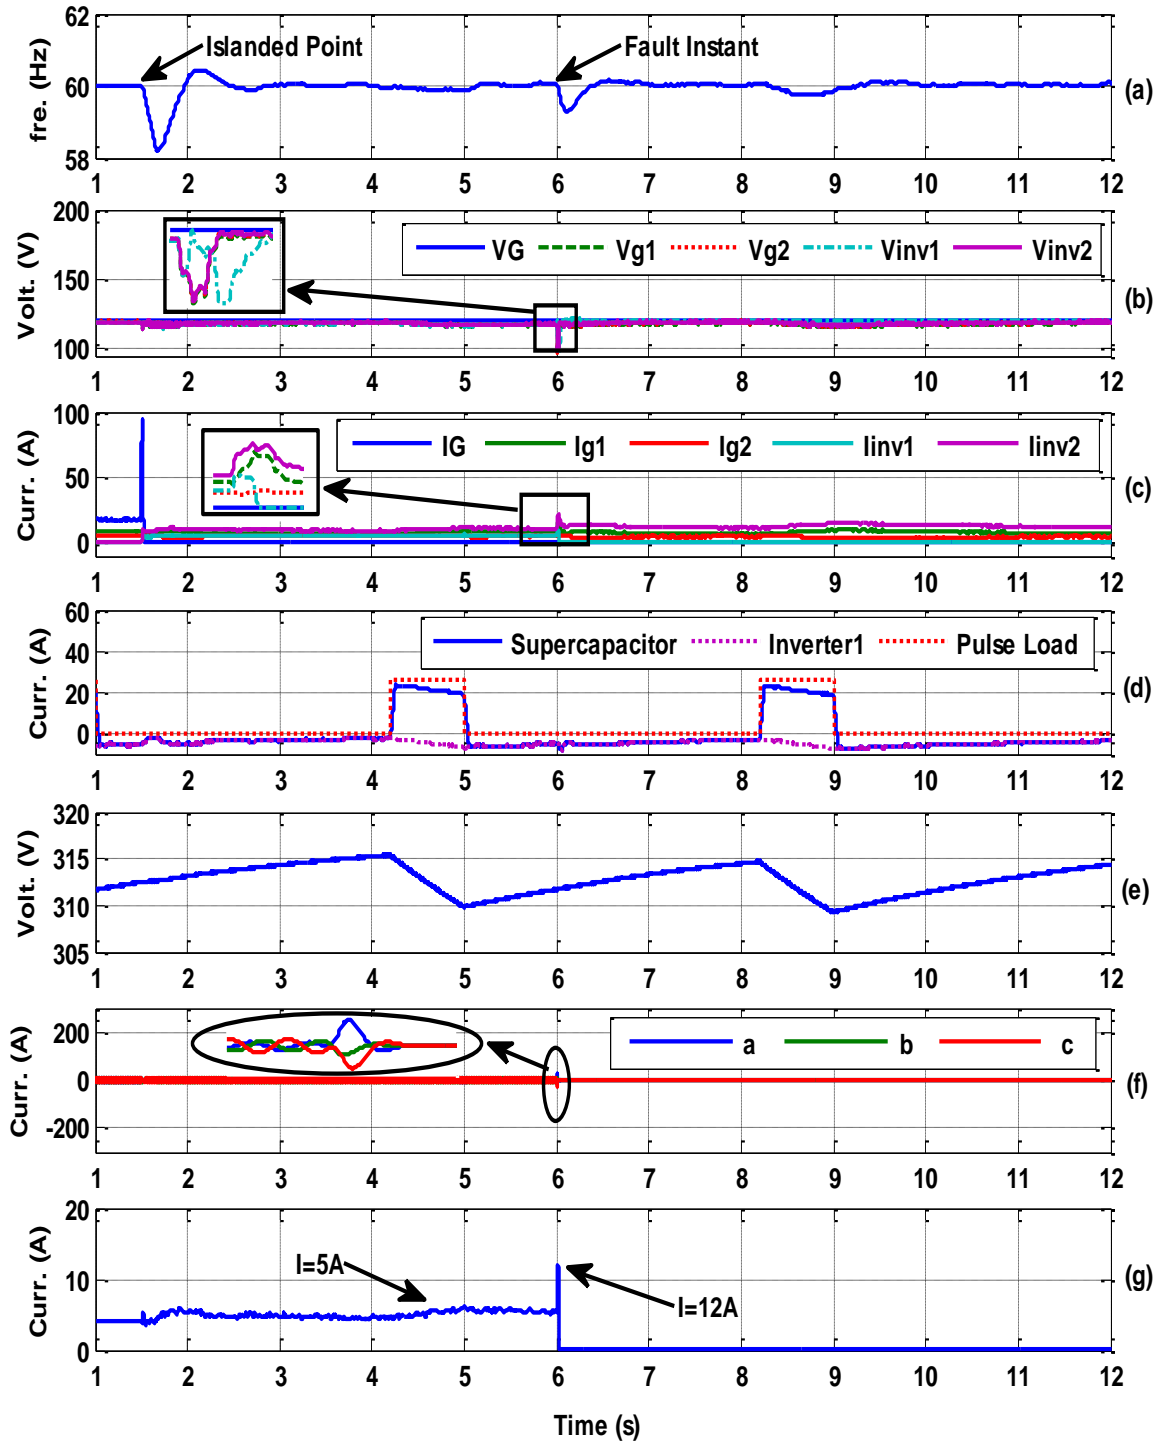 62
60
58
fre. (Hz)
Islanded Point
Fault Instant
(a)
1 2 3 4 5 6 7 8 9 10 11 12
200
150
100
Volt. (V)
VG Vg1 Vg2 Vinv1 Vinv2
(b)
1 2 3 4 5 6 7 8 9 10 11 12
100
50
0
Curr. (A)
IG Ig1 Ig2 Iinv1 Iinv2
(c)
1 2 3 4 5 6 7 8 9 10 11 12
60
40
20
0
Curr. (A)
Supercapacitor Inverter1 Pulse Load
(d)
1 2 3 4 5 6 7 8 9 10 11 12
320
315
310
305
Volt. (V)
(e)
1 2 3 4 5 6 7 8 9 10 11 12
200
0
-200
Curr. (A)
a b c
(f)
1 2 3 4 5 6 7 8 9 10 11 12
20
10
0
Curr. (A)
I=5A
I=12A
(g)
1 2 3 4 5 6 7 8 9 10 11 12
Time (s)